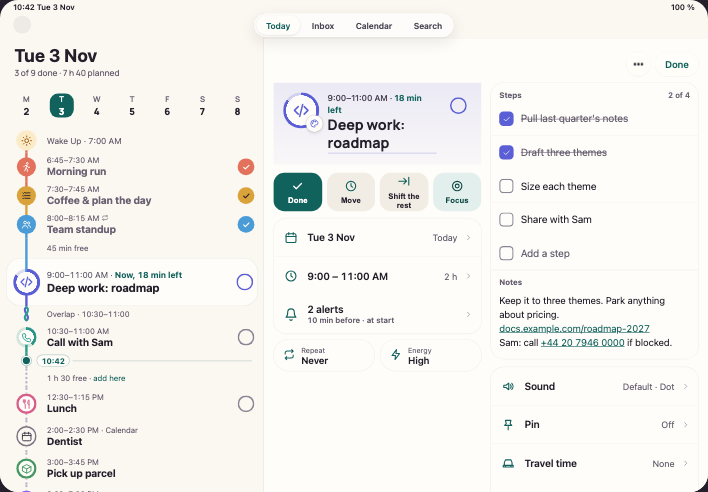 10:42 Tue 3 Nov
100 %
Today
Inbox
Calendar
Search
Tue 3 Nov
3 of 9 done · 7 h 40 planned
M T W T F S S
2 3 4 5 6 7 8
Wake Up · 7:00 AM
6:45–7:30 AM
Morning run
7:30–7:45 AM
Coffee & plan the day
8:00–8:15 AM
Team standup
45 min free
9:00–11:00 AM · Now, 18 min left
Deep work: roadmap
Overlap · 10:30–11:00
10:30–11:00 AM
Call with Sam
10:42
1 h 30 free · add here
12:30–1:15 PM
Lunch
2:00–2:30 PM · Calendar
Dentist
3:00–3:45 PM
Pick up parcel
Done
9:00–11:00 AM · 18 min
left
Deep work:
roadmap
Done
Move
Shift the
rest
Focus
Tue 3 Nov
Today
9:00 – 11:00 AM
2 h
2 alerts
10 min before · at start
Repeat
Never
Energy
High
Steps
2 of 4
Pull last quarter's notes
Draft three themes
Size each theme
Share with Sam
Add a step
Notes
Keep it to three themes. Park anything
about pricing.
docs.example.com/roadmap-2027
Sam: call +44 20 7946 0000 if blocked.
Sound
Default · Dot
Pin
Off
Travel time
None